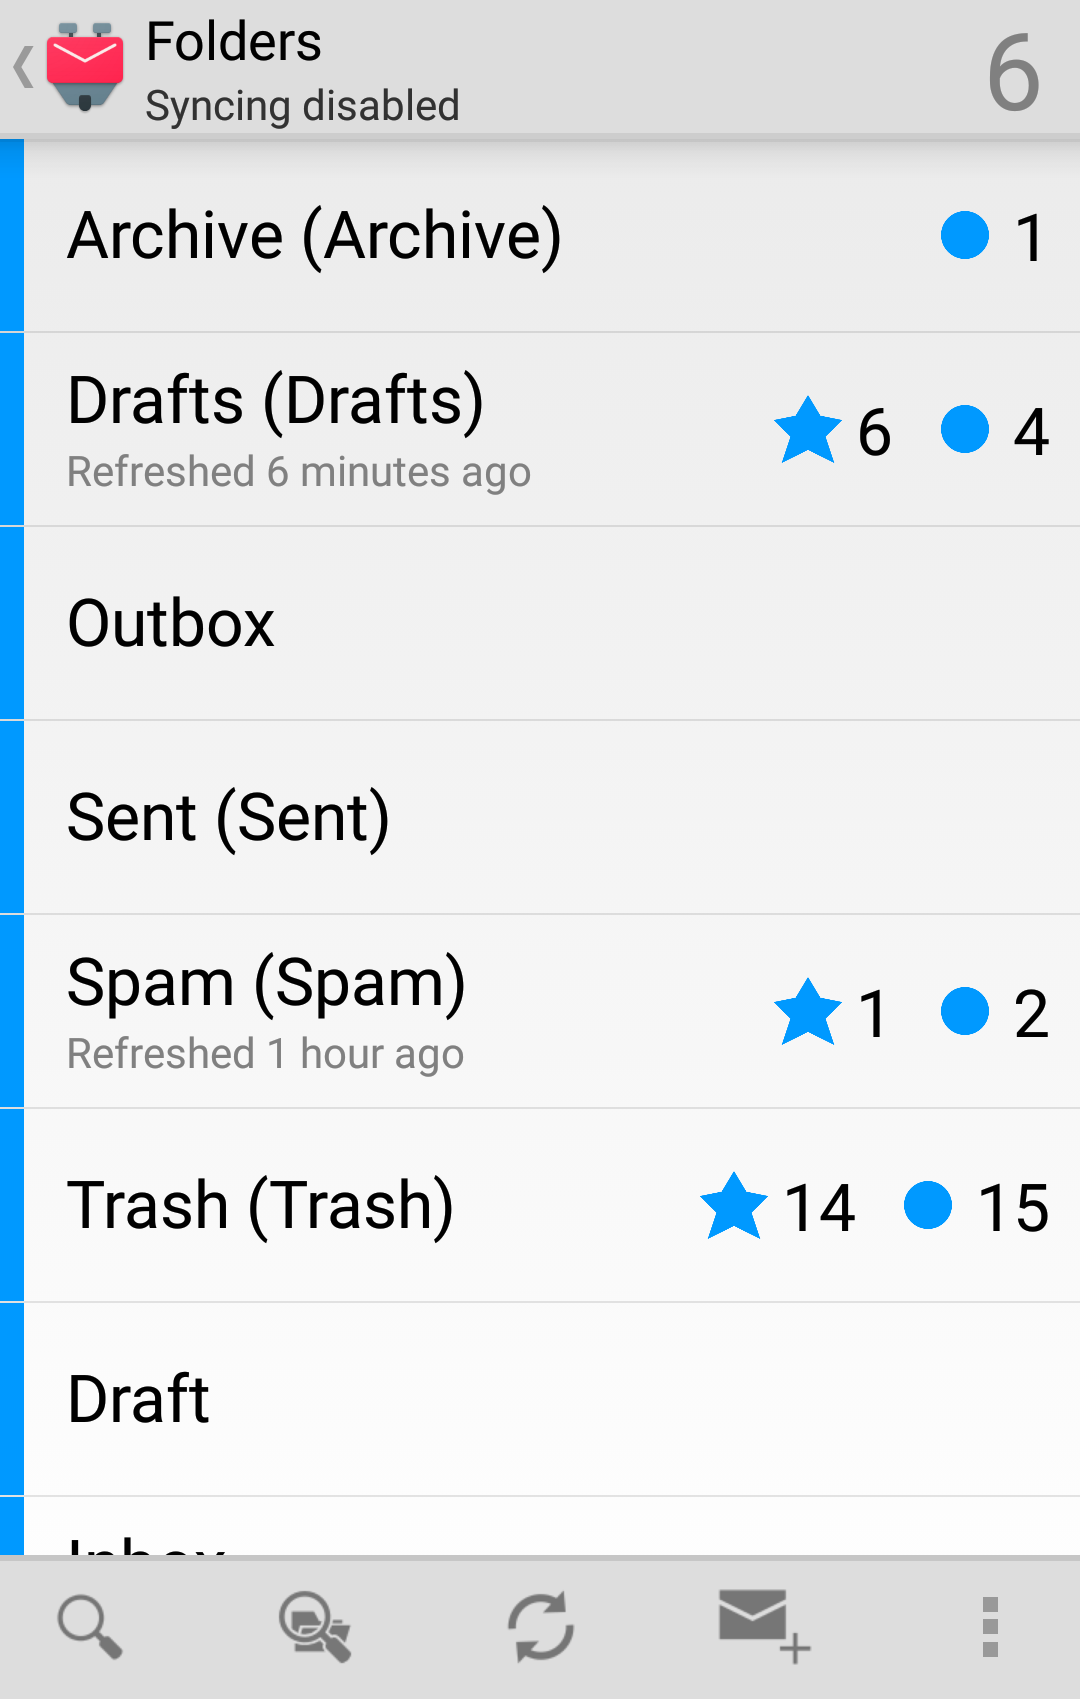 Folders
Syncing disabled
6
Archive (Archive)
1
Drafts (Drafts)
Refreshed 6 minutes ago
6
4
Outbox
Sent (Sent)
Spam (Spam)
Refreshed 1 hour ago
1
2
Trash (Trash)
14
15
Draft
Inbox